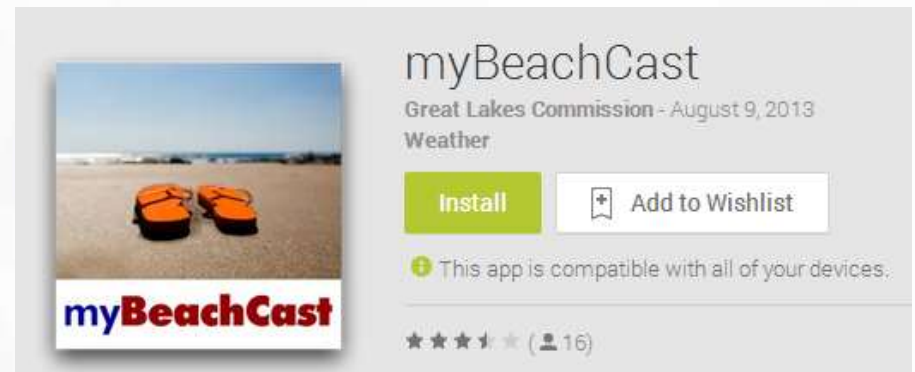 myBeachCast
Great Lakes Commission - August 9, 2013
Weather
Install
Add to Wishlist
This app is compatible with all of your devices.
(16)
myBeachCast